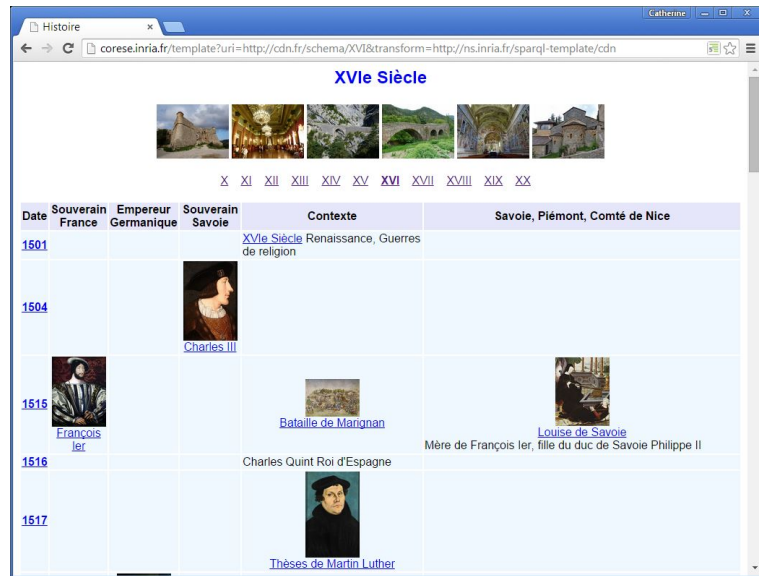 Catherine
Histoire
corese.inria.fr/template?uri=http://cdn.fr/schema/XVI&transform=http://ns.inria.fr/sparql-template/cdn
XVIe Siècle
X XI XII XIII XIV XV XVI XVII XVIII XIX XX
Date Souverain France Empereur Germanique Souverain Savoie Contexte Savoie, Piémont, Comté de Nice
1501 XVIe Siècle Renaissance, Guerres
de religion
1504
Charles III
1515
Bataille de Marignan
François
Ier
Louise de Savoie
Mère de François Ier, fille du duc de Savoie Philippe II
1516 Charles Quint Roi d'Espagne
1517
Thèses de Martin Luther